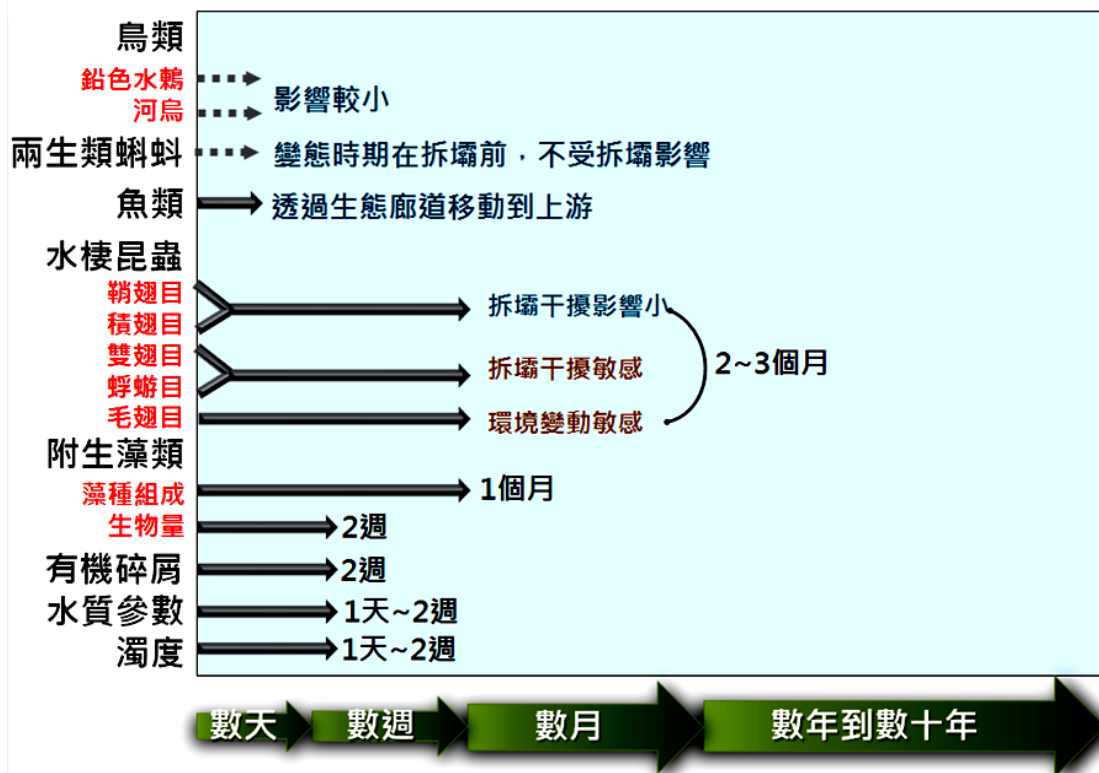 鳥類
鉛色水鶇
影響較小
河烏
兩生類蝌蚪
變態時期在拆壩前，不受拆壩影響
魚類
透過生態廊道移動到上游
水棲昆蟲
鞘翅目
拆壩干擾影響小
積翅目
雙翅目
拆壩干擾敏感
2~3個月
蜉蝣目
毛翅目
環境變動敏感
附生藻類
藻種組成
1個月
生物量
2週
有機碎屑
2週
水質參數
1天~2週
濁度
1天~2週
數天
數週
數月
數年到數十年